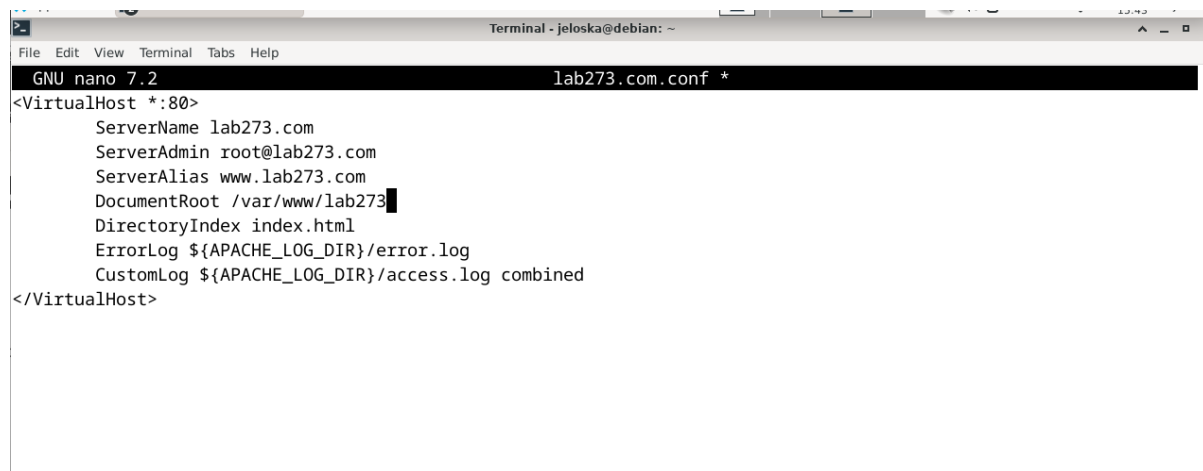 Terminal - jeloska@debian: ~
File Edit View Terminal Tabs Help
GNU nano 7.2 lab273.com.conf *
<VirtualHost *:80>
ServerName lab273.com
ServerAdmin root@lab273.com
ServerAlias www.lab273.com
DocumentRoot /var/www/lab273
DirectoryIndex index.html
ErrorLog ${APACHE_LOG_DIR}/error.log
CustomLog ${APACHE_LOG_DIR}/access.log combined
</VirtualHost>